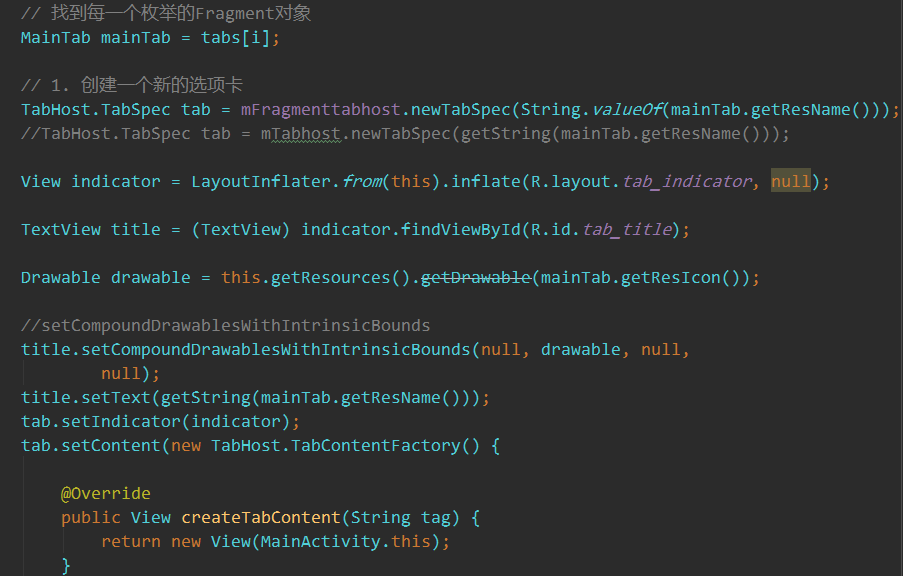 // 找到每一个枚举的Fragment对象
MainTab mainTab = tabs[i];
// 1. 创建一个新的选项卡
TabHost.TabSpec tab = mFragmenttabhost.newTabSpec(String.valueOf(mainTab.getResName()));
//TabHost.TabSpec tab = mTabhost.newTabSpec(getString(mainTab.getResName()));
View indicator = LayoutInflater.from(this).inflate(R.layout.tab_indicator, null);
TextView title = (TextView) indicator.findViewById(R.id.tab_title);
Drawable drawable = this.getResources().getDrawable(mainTab.getResIcon());
//setCompoundDrawablesWithIntrinsicBounds
title.setCompoundDrawablesWithIntrinsicBounds(null, drawable, null,
null);
title.setText(getString(mainTab.getResName()));
tab.setIndicator(indicator);
tab.setContent(new TabHost.TabContentFactory() {
@Override
public View createTabContent(String tag) {
return new View(MainActivity.this);
}